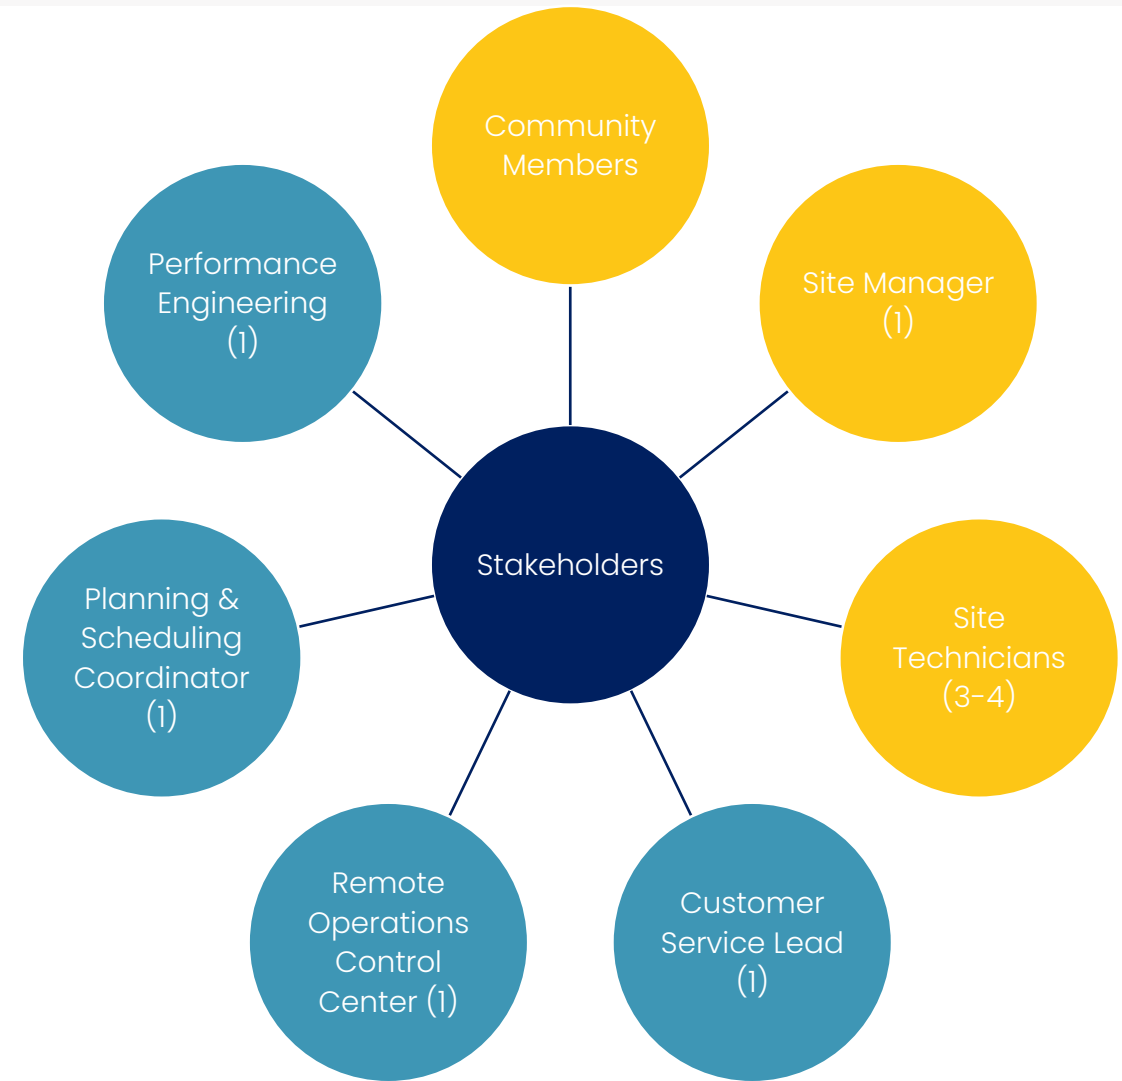 Community
Members
Site Manager
(1)
Site
Technicians
(3-4)
Customer
Service Lead
(1)
Remote
Operations
Control
Center (1)
Planning &
Scheduling
Coordinator
(1)
Performance
Engineering
(1)
Stakeholders